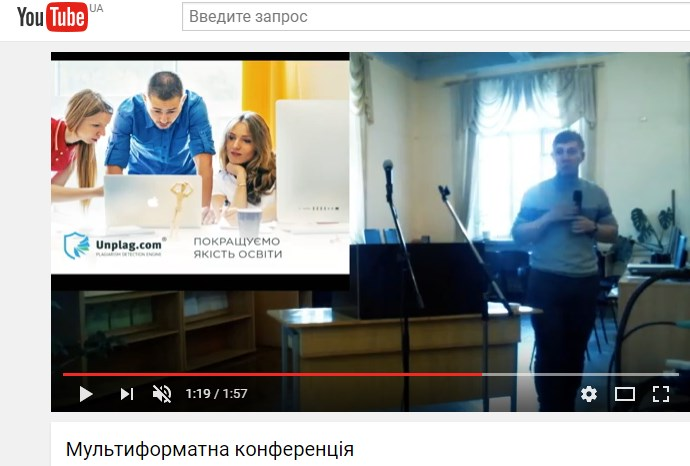 YouTube UA
Введите запрос
Unplag.com®
PLAGIARISM DETECTION ENGINE
ПОКРАЩУЄМО
ЯКІСТЬ ОСВІТИ
1:19 / 1:57
Мультиформатна конференція